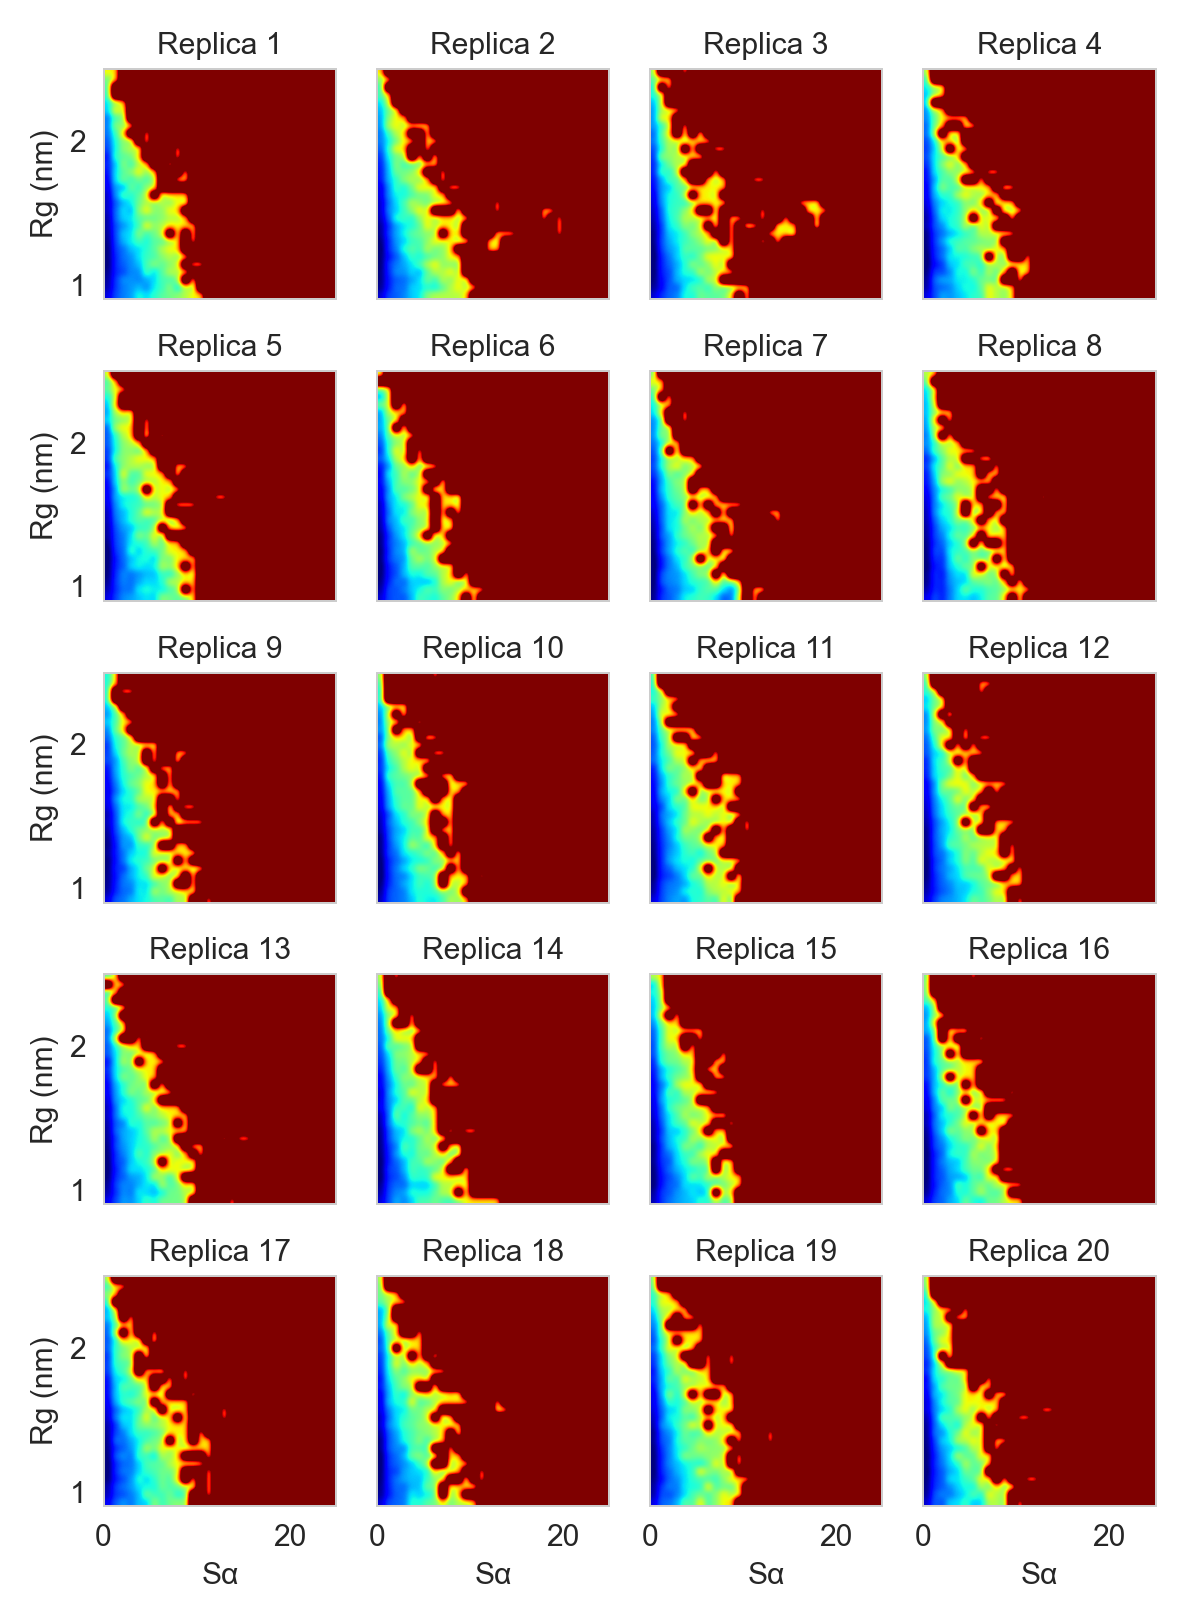 Replica 1 Replica 2 Replica 3 Replica 4
2
Rg (nm)
1
Replica 5 Replica 6 Replica 7 Replica 8
2
Rg (nm)
1
Replica 9 Replica 10 Replica 11 Replica 12
2
Rg (nm)
1
Replica 13 Replica 14 Replica 15 Replica 16
2
Rg (nm)
1
Replica 17 Replica 18 Replica 19 Replica 20
2
Rg (nm)
1
0 20 0 20 0 20 0 20
Sα Sα Sα Sα